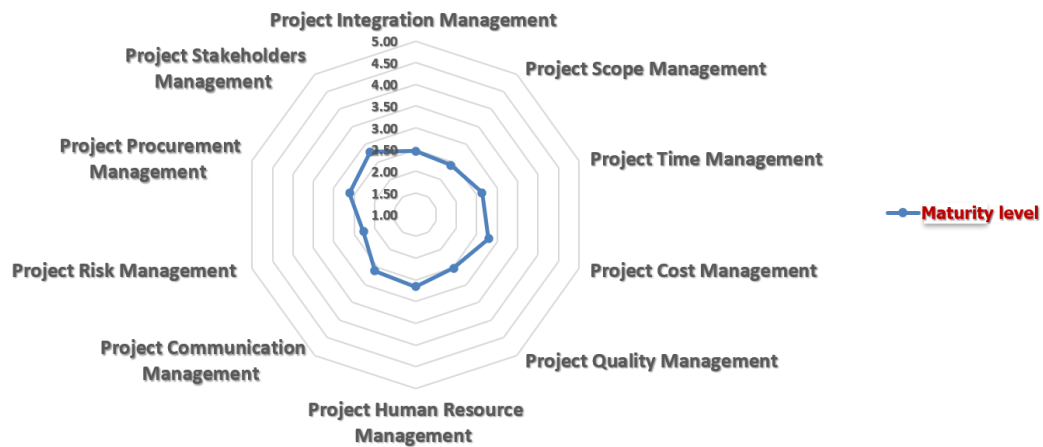 Project Integration Management
5.00
4.50
4.00
3.50
3.00
2.50
2.00
1.50
1.00
Project Scope Management
Project Time Management
Project Cost Management
Project Quality Management
Project Human Resource
Management
Project Communication
Management
Project Risk Management
Project Procurement
Management
Project Stakeholders
Management
Maturity level